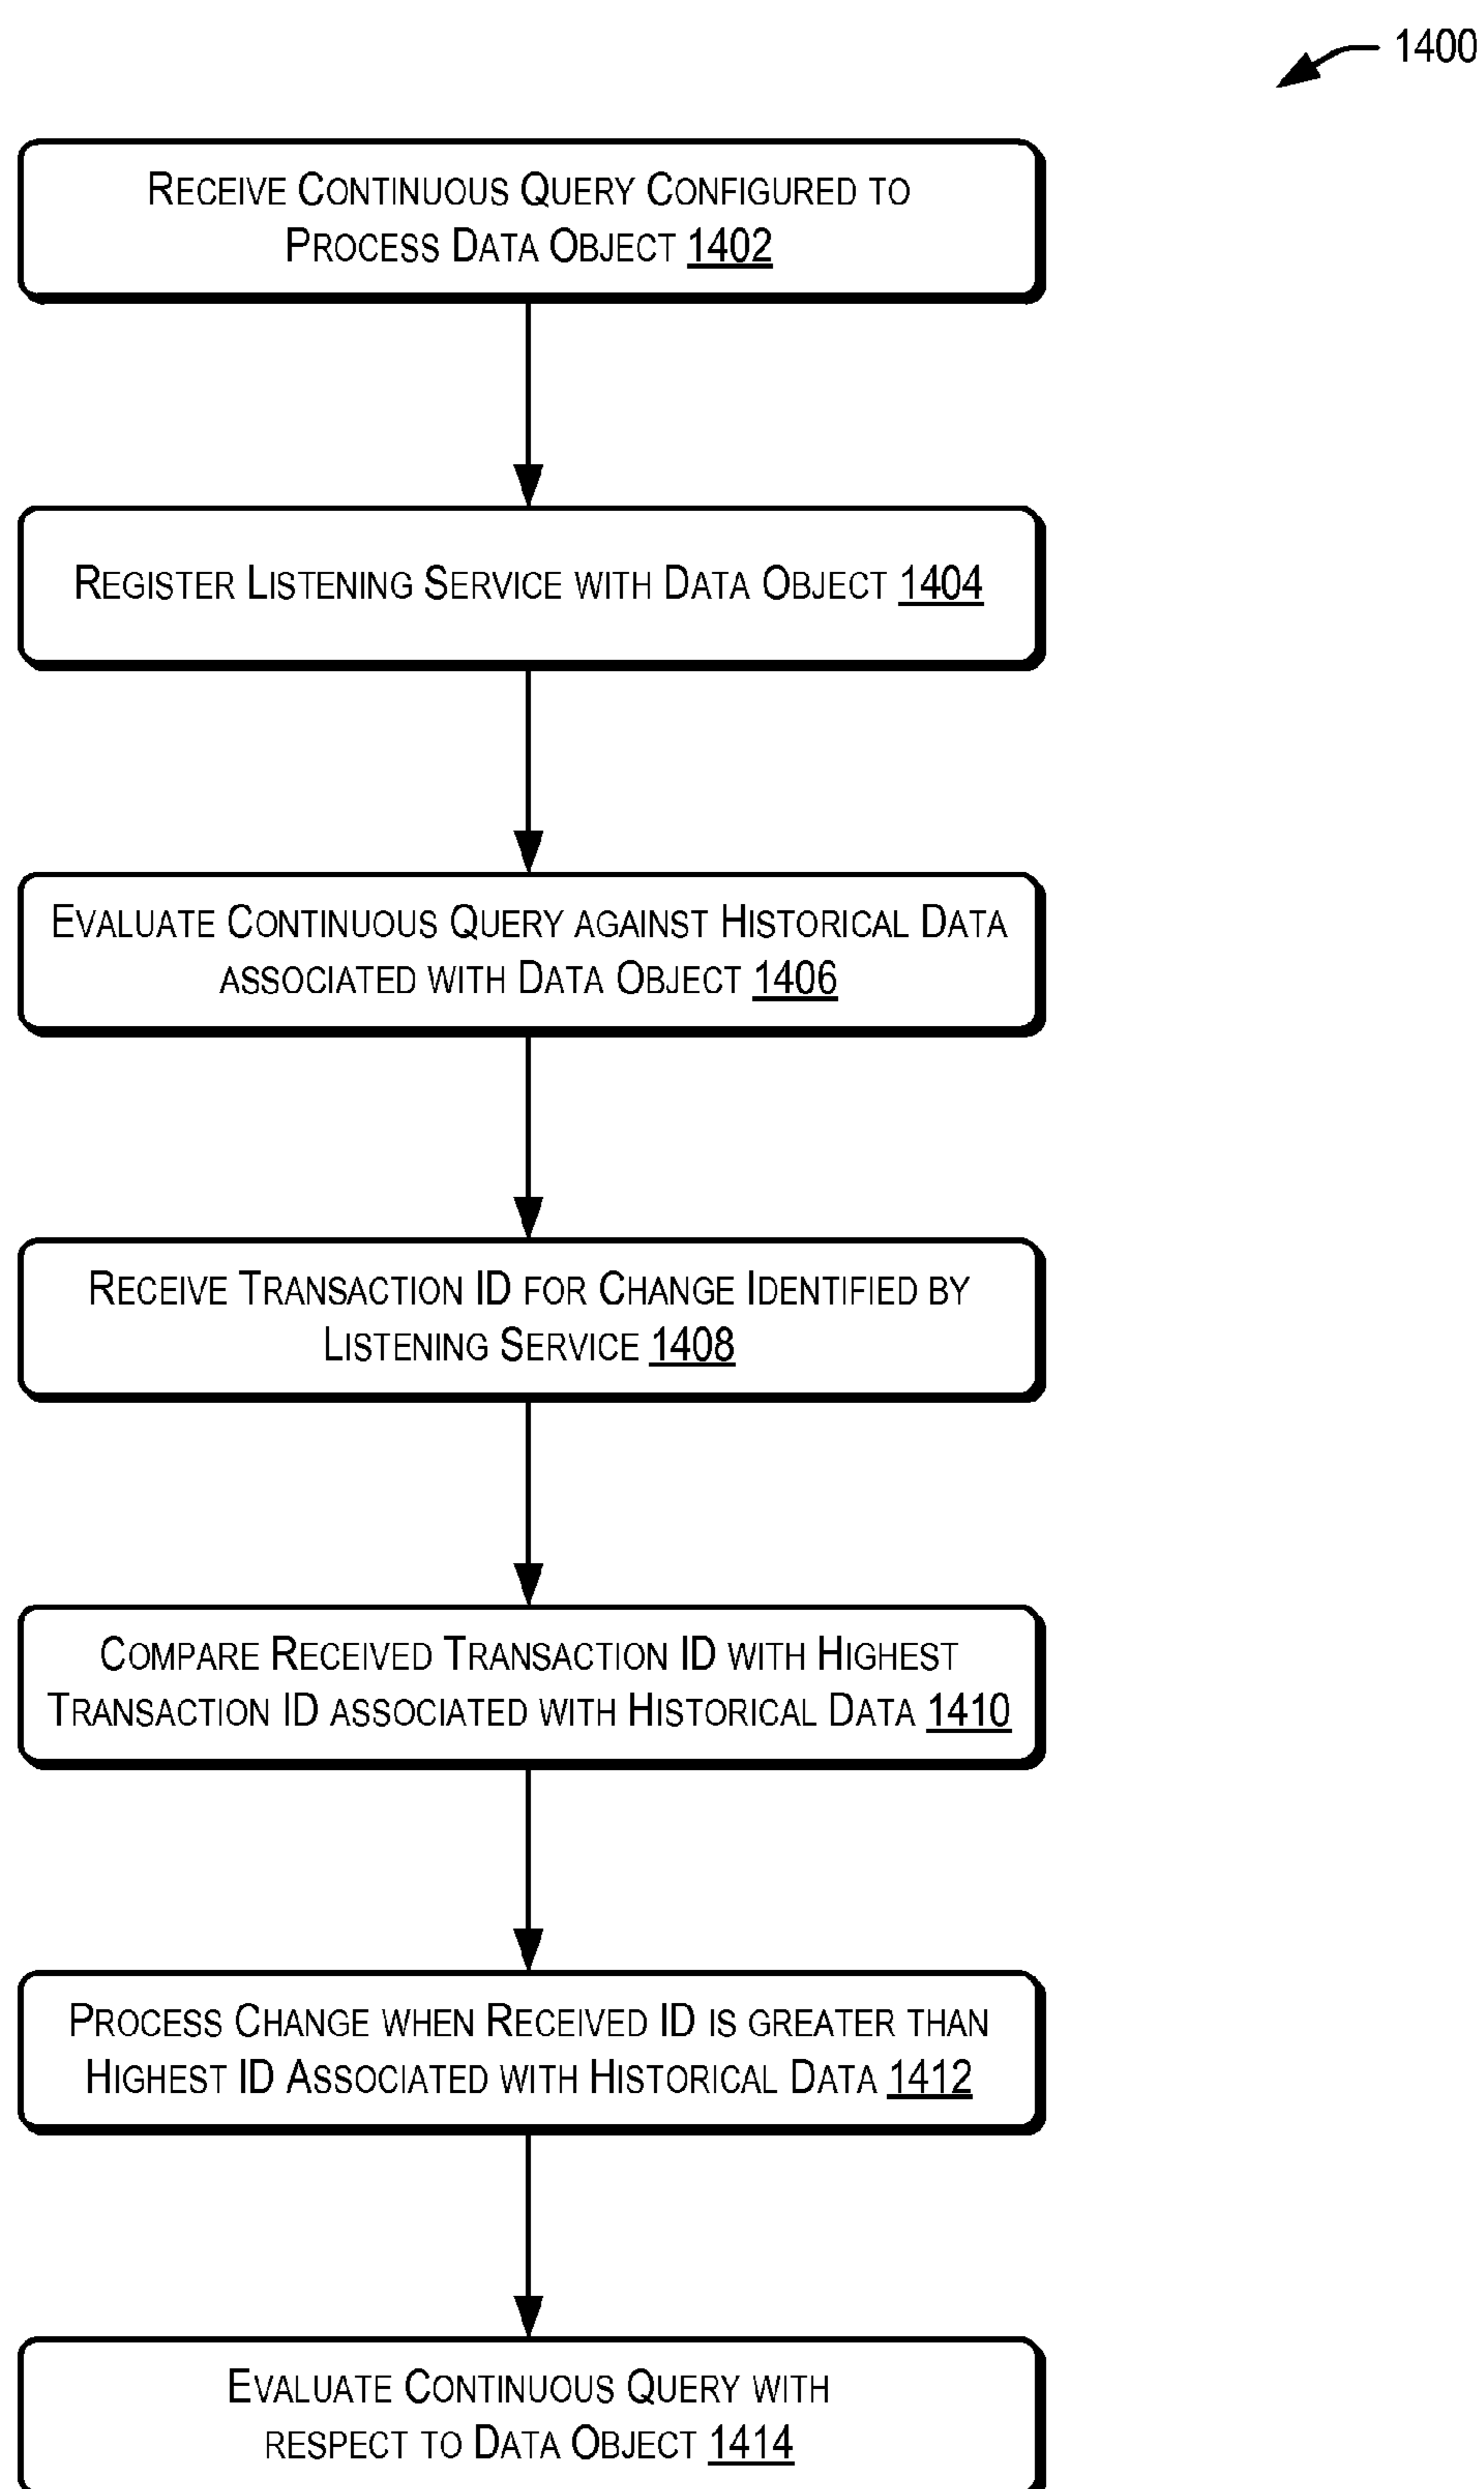 1400
RECEIVE CONTINUOUS QUERY CONFIGURED TO
PROCESS DATA OBJECT 1402
REGISTER LISTENING SERVICE WITH DATA OBJECT 1404
EVALUATE CONTINUOUS QUERY AGAINST HISTORICAL DATA
ASSOCIATED WITH DATA OBJECT 1406
RECEIVE TRANSACTION ID FOR CHANGE IDENTIFIED BY
LISTENING SERVICE 1408
COMPARE RECEIVED TRANSACTION ID WITH HIGHEST
TRANSACTION ID ASSOCIATED WITH HISTORICAL DATA 1410
PROCESS CHANGE WHEN RECEIVED ID IS GREATER THAN
HIGHEST ID ASSOCIATED WITH HISTORICAL DATA 1412
EVALUATE CONTINUOUS QUERY WITH
RESPECT TO DATA OBJECT 1414